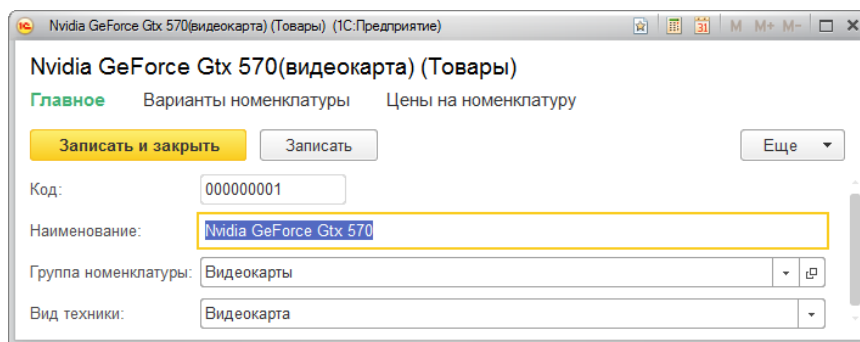 Nvidia GeForce Gtx 570(видеокарта) (Товары) (1С:Предприятие) 31 M M+ M-
Nvidia GeForce Gtx 570(видеокарта) (Товары)
Главное Варианты номенклатуры Цены на номенклатуру
Записать и закрыть Записать Еще
Код: 000000001
Наименование: Nvidia GeForce Gtx 570
Группа номенклатуры: Видеокарты
Вид техники: Видеокарта